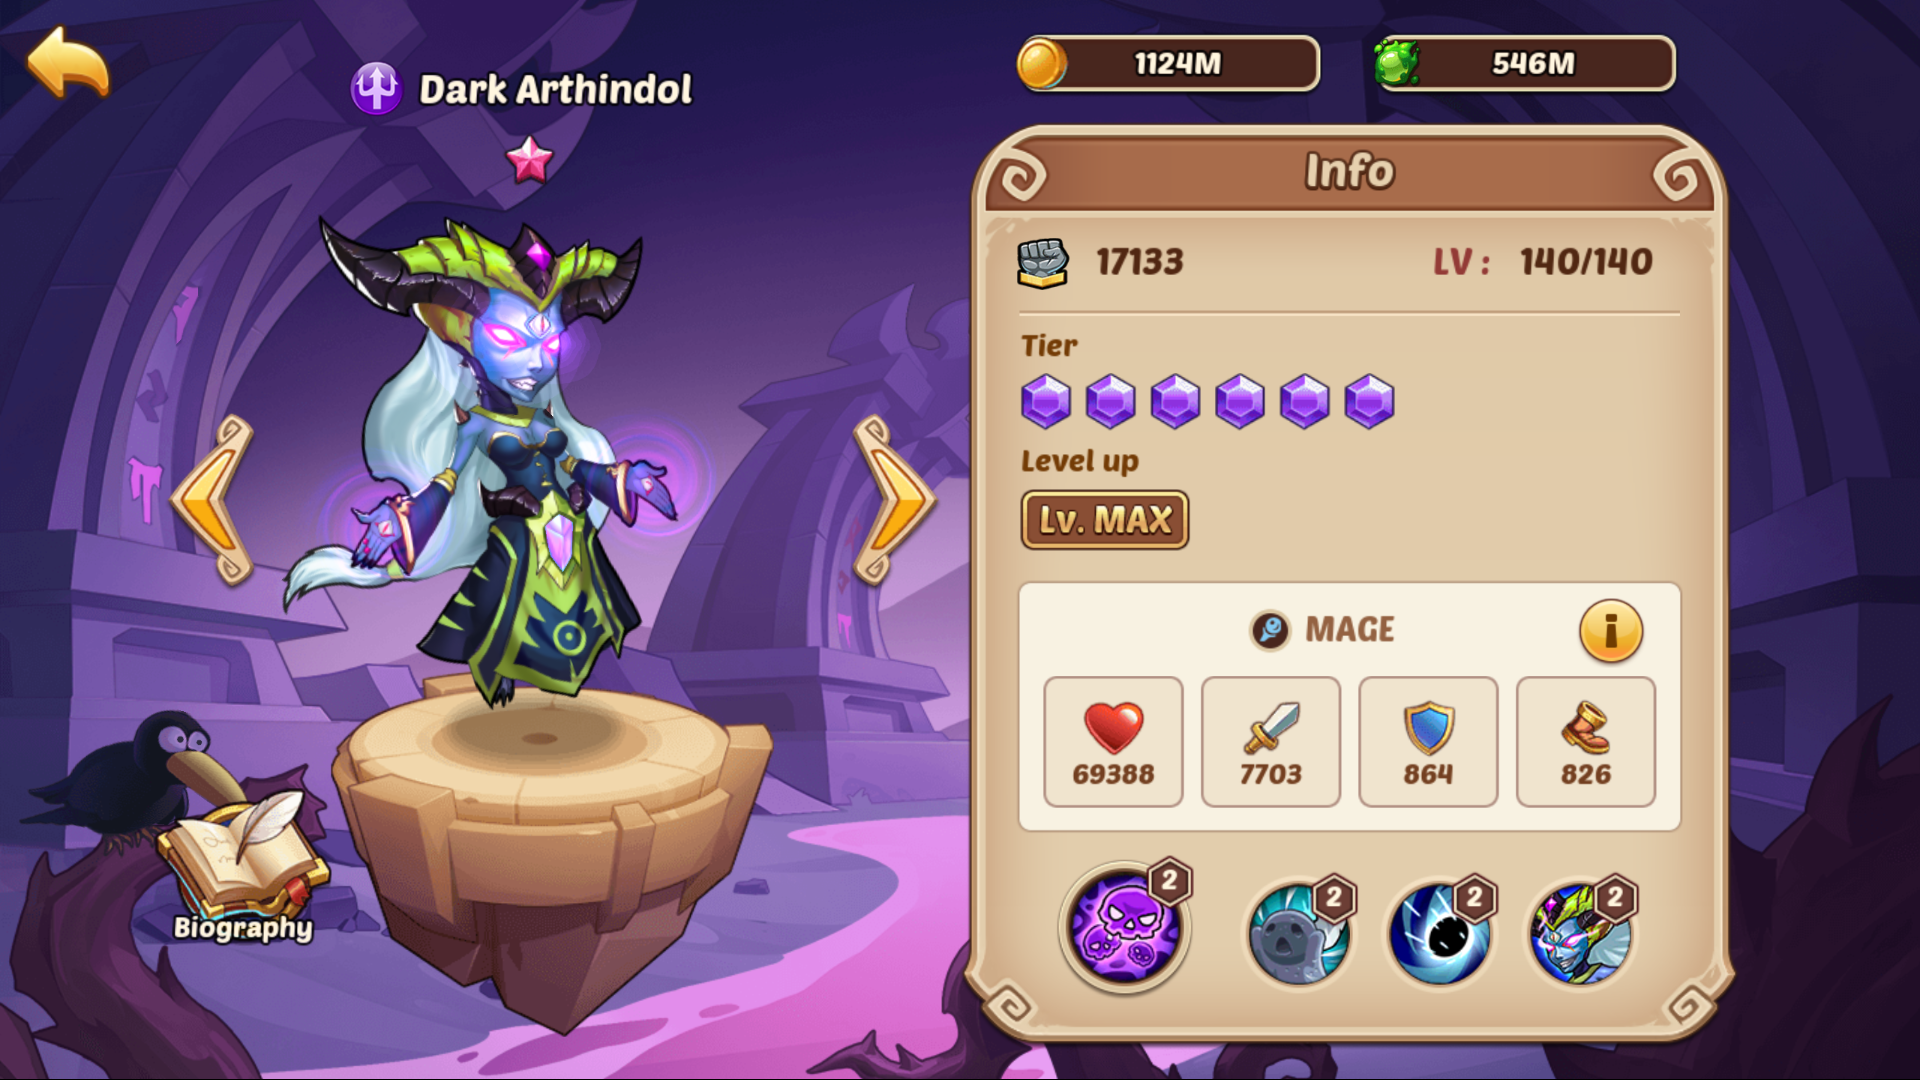 Dark Arthindol
1124M
546M
Info
17133
LV : 140/140
Tier
Level up
Lv. MAX
MAGE
69388
7703
864
826
2
2
2
2
Biography